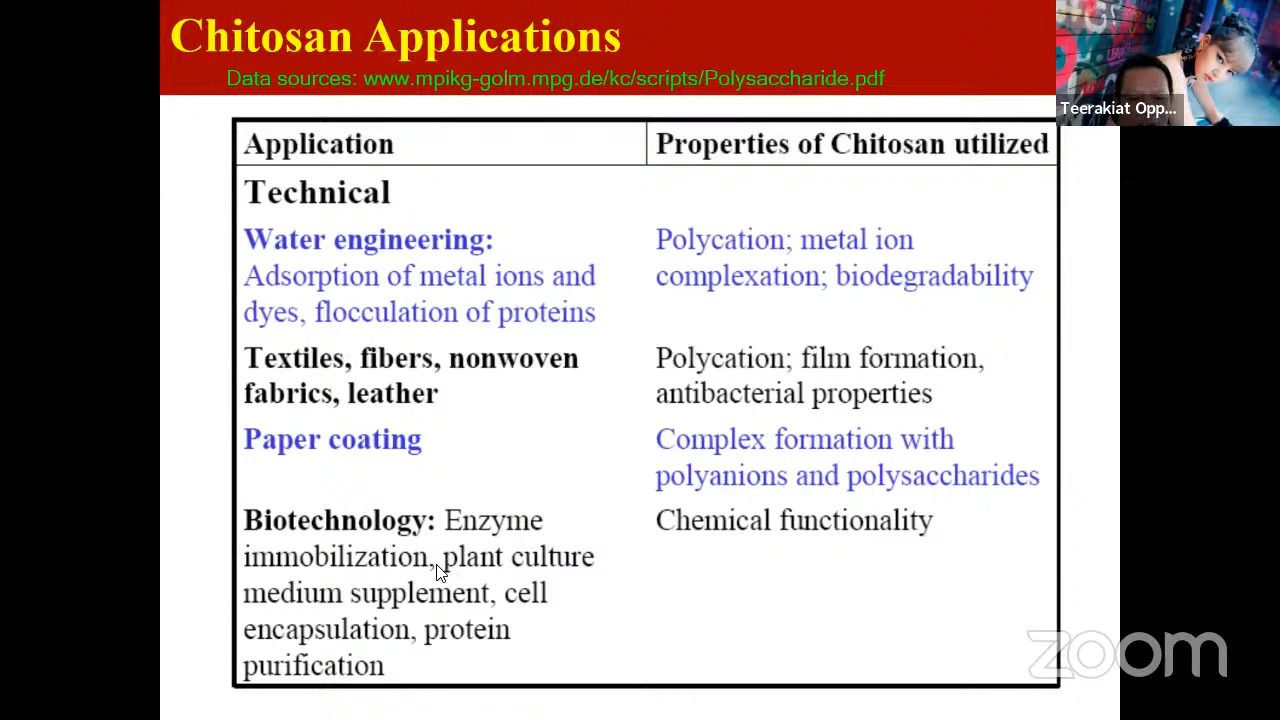 Chitosan Applications
Data sources: www.mpikg-golm.mpg.de/kc/scripts/Polysaccharide.pdf
Teerakiat Opp...
Application
Properties of Chitosan utilized
Technical
Water engineering:
Adsorption of metal ions and
dyes, flocculation of proteins
Polycation; metal ion
complexation; biodegradability
Textiles, fibers, nonwoven
fabrics, leather
Polycation; film formation,
antibacterial properties
Paper coating
Complex formation with
polyanions and polysaccharides
Biotechnology: Enzyme
immobilization, plant culture
medium supplement, cell
encapsulation, protein
purification
Chemical functionality
zoom